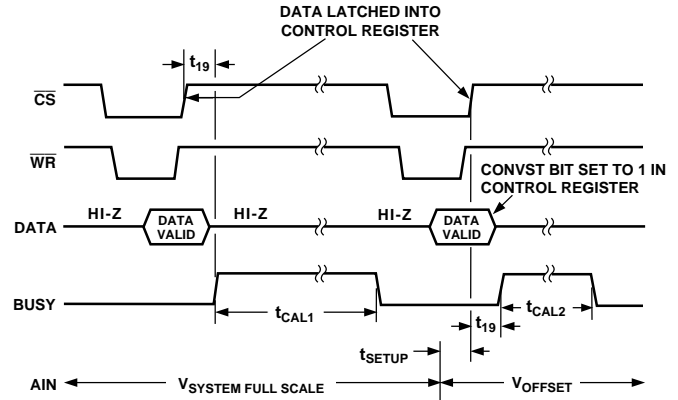 DATA LATCHED INTO
CONTROL REGISTER
t19
CS
WR
CONVST BIT SET TO 1 IN
CONTROL REGISTER
HI-Z HI-Z HI-Z
DATA
DATA
VALID
DATA
VALID
BUSY
tCAL1
tCAL2
t19
tSETUP
AIN
VSYSTEM FULL SCALE
VOFFSET